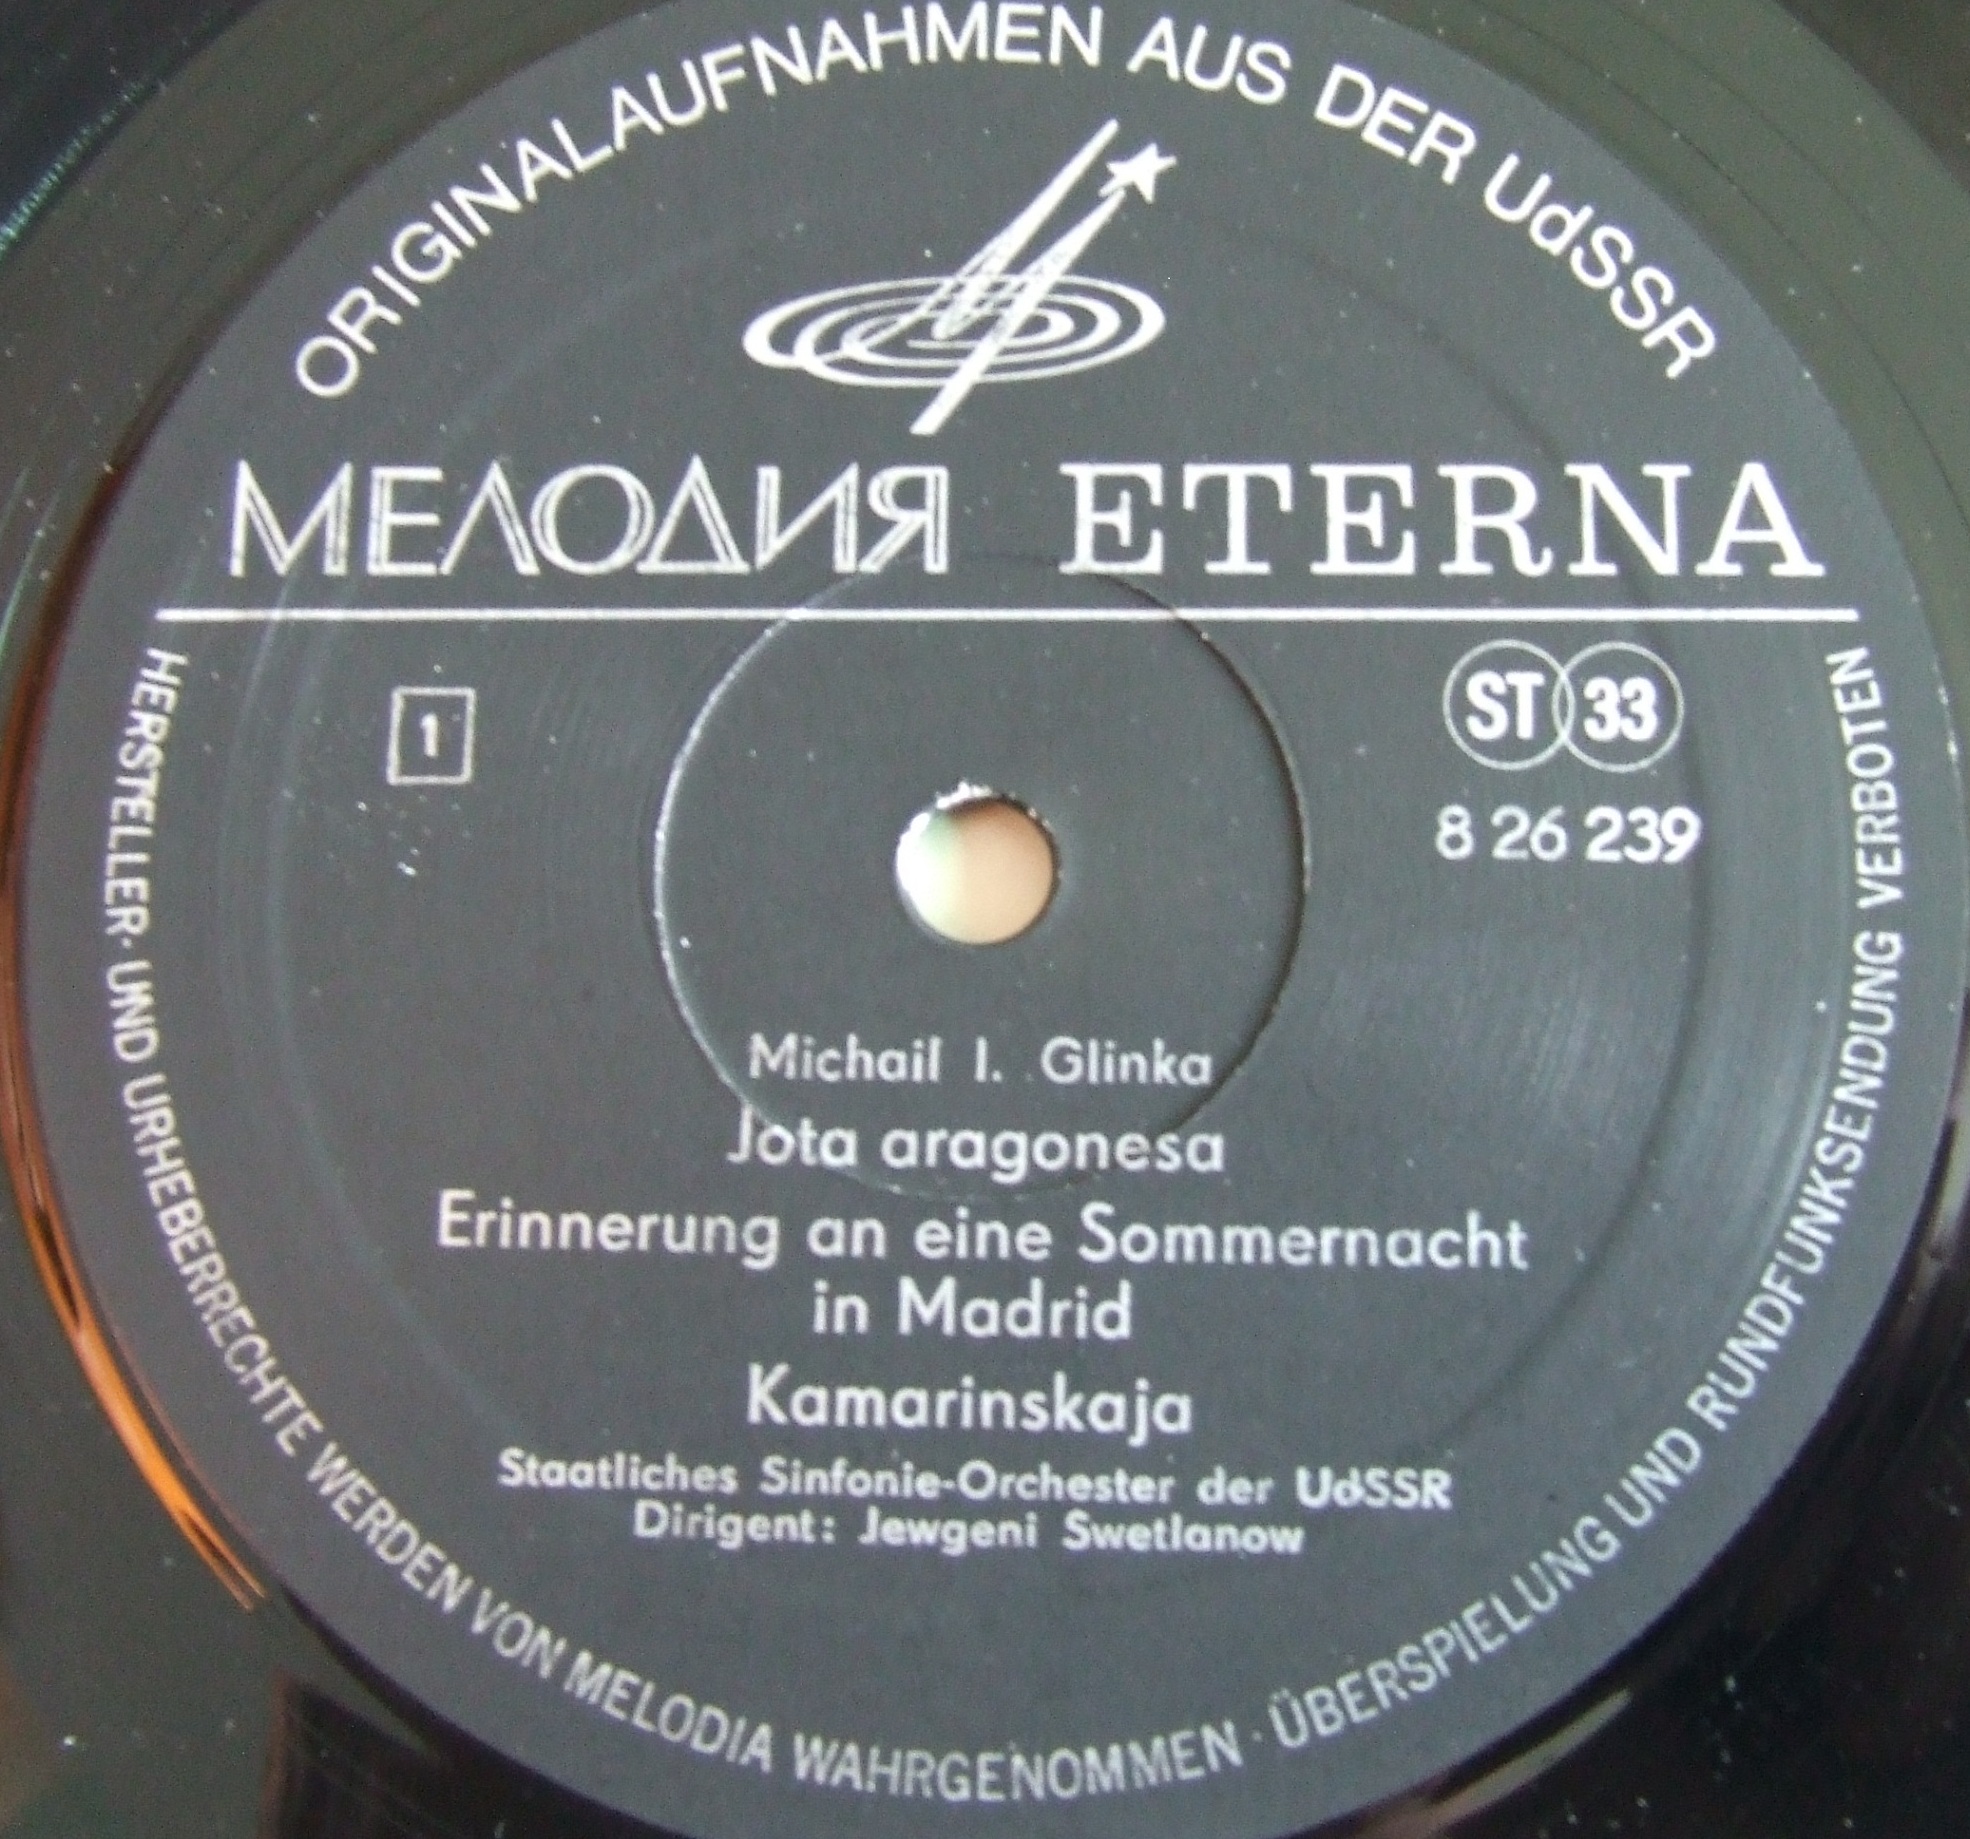 ORIGINALAUFNAHMEN AUS DER UdSSR
МЕЛОДИЯ ETERNA
1
ST 33
8 26 239
Michail I. Glinka
Jota aragonesa
Erinnerung an eine Sommernacht
in Madrid
Kamarinskaja
Staatliches Sinfonie-Orchester der UdSSR
Dirigent: Jewgeni Swetlanow
HERSTELLER- UND URHEBERRECHTE WERDEN VON MELODIA WAHRGENOMMEN · ÜBERSPIELUNG UND RUNDFUNKSENDUNG VERBOTEN